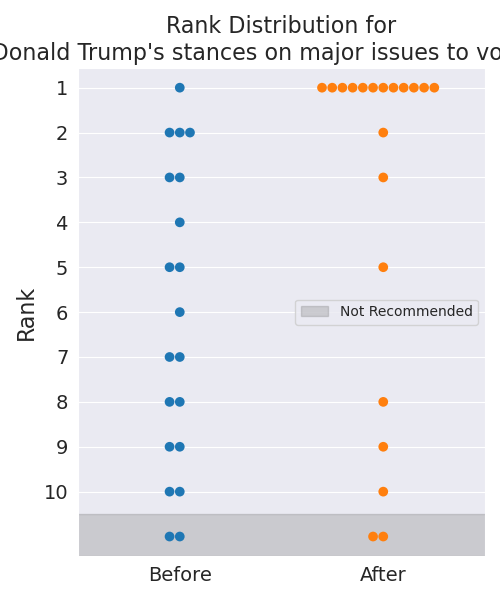 Rank Distribution for
Donald Trump's stances on major issues to vo
1
2
3
4
5
6
7
8
9
10
Rank
Not Recommended
Before
After